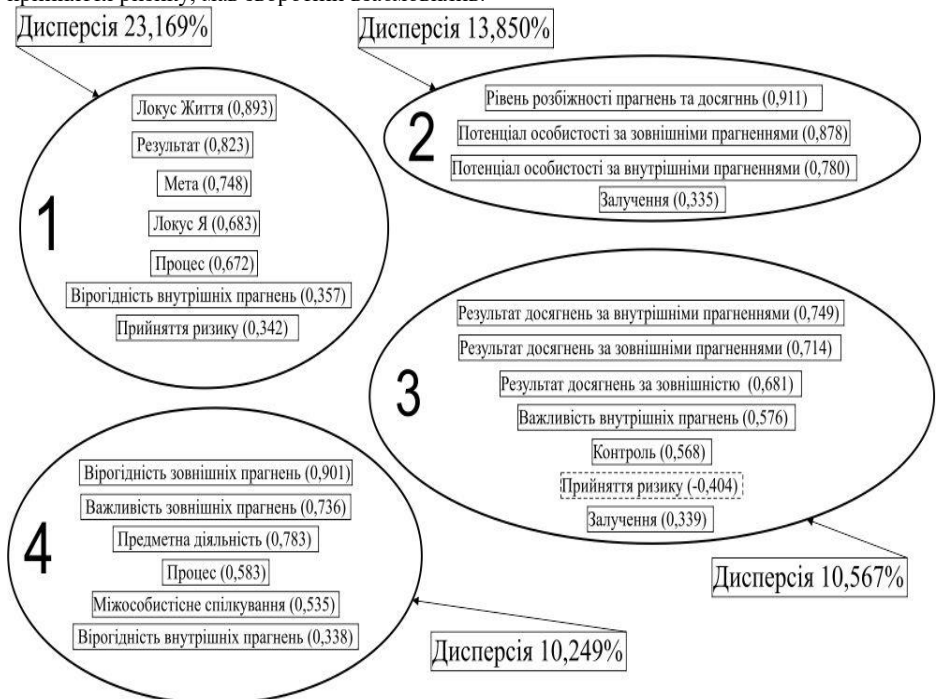 Дисперсія 23,169%
Дисперсія 13,850%
1
Локус Життя (0,893)
Результат (0,823)
Мета (0,748)
Локус Я (0,683)
Процес (0,672)
Вірогідність внутрішніх прагнень (0,357)
Прийняття ризику (0,342)
2
Рівень розбіжності прагнень та досягннь (0,911)
Потенціал особистості за зовнішніми прагненнями (0,878)
Потенціал особистості за внутрішніми прагненнями (0,780)
Залучення (0,335)
3
Результат досягнень за внутрішніми прагненнями (0,749)
Результат досягнень за зовнішніми прагненнями (0,714)
Результат досягнень за зовнішністю (0,681)
Важливість внутрішніх прагнень (0,576)
Контроль (0,568)
Прийняття ризику (-0,404)
Залучення (0,339)
Дисперсія 10,567%
4
Вірогідність зовнішніх прагнень (0,901)
Важливість зовнішніх прагнень (0,736)
Предметна діяльність (0,783)
Процес (0,583)
Міжособистісне спілкування (0,535)
Вірогідність внутрішніх прагнень (0,338)
Дисперсія 10,249%